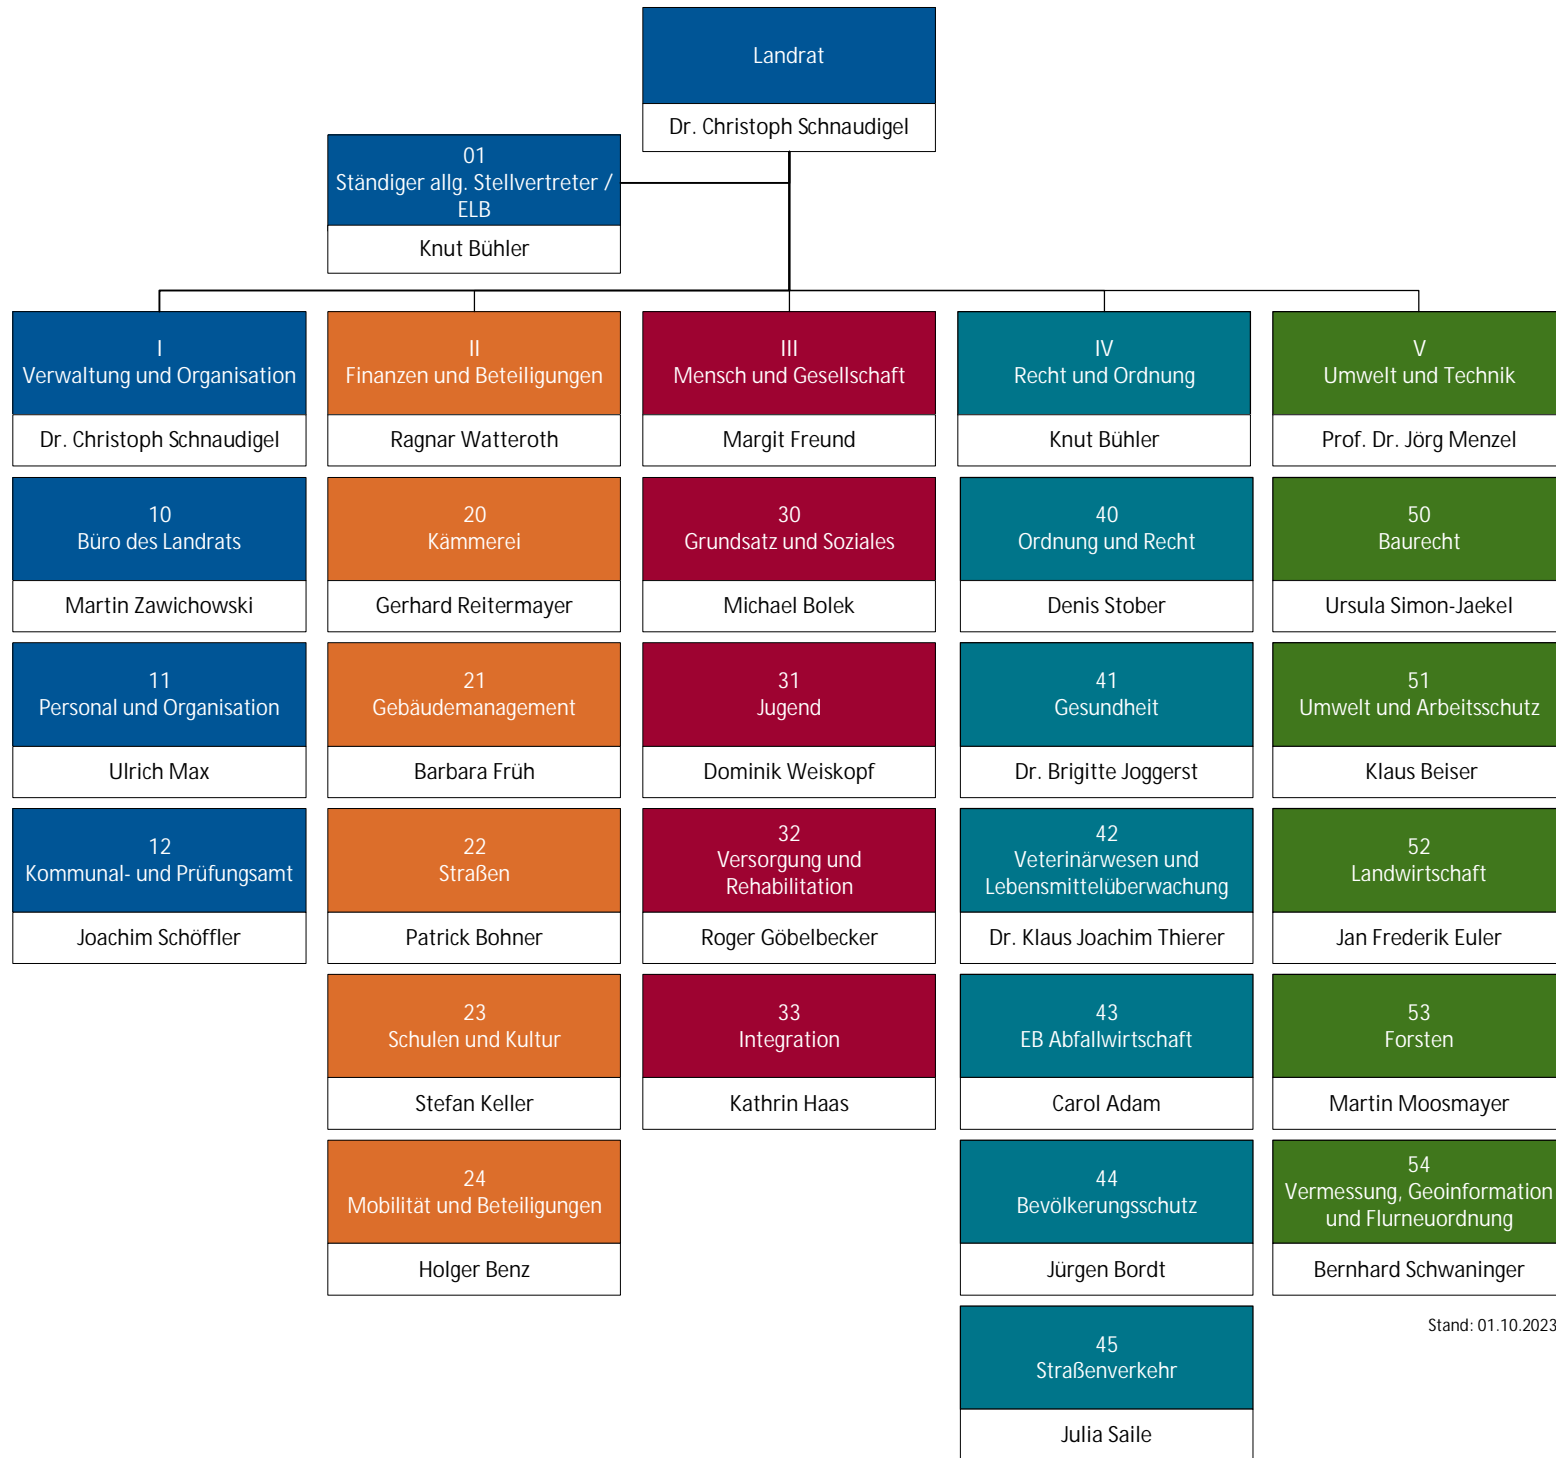 Landrat
Dr. Christoph Schnaudigel
01
Ständiger allg. Stellvertreter /
ELB
Knut Bühler
I
Verwaltung und Organisation
Dr. Christoph Schnaudigel
10
Büro des Landrats
Martin Zawichowski
11
Personal und Organisation
Ulrich Max
12
Kommunal- und Prüfungsamt
Joachim Schöffler
II
Finanzen und Beteiligungen
Ragnar Watteroth
20
Kämmerei
Gerhard Reitermayer
21
Gebäudemanagement
Barbara Früh
22
Straßen
Patrick Bohner
23
Schulen und Kultur
Stefan Keller
24
Mobilität und Beteiligungen
Holger Benz
III
Mensch und Gesellschaft
Margit Freund
30
Grundsatz und Soziales
Michael Bolek
31
Jugend
Dominik Weiskopf
32
Versorgung und
Rehabilitation
Roger Göbelbecker
33
Integration
Kathrin Haas
IV
Recht und Ordnung
Knut Bühler
40
Ordnung und Recht
Denis Stober
41
Gesundheit
Dr. Brigitte Joggerst
42
Veterinärwesen und
Lebensmittelüberwachung
Dr. Klaus Joachim Thierer
43
EB Abfallwirtschaft
Carol Adam
44
Bevölkerungsschutz
Jürgen Bordt
45
Straßenverkehr
Julia Saile
V
Umwelt und Technik
Prof. Dr. Jörg Menzel
50
Baurecht
Ursula Simon-Jaekel
51
Umwelt und Arbeitsschutz
Klaus Beiser
52
Landwirtschaft
Jan Frederik Euler
53
Forsten
Martin Moosmayer
54
Vermessung, Geoinformation
und Flurneuordnung
Bernhard Schwaninger
Stand: 01.10.2023